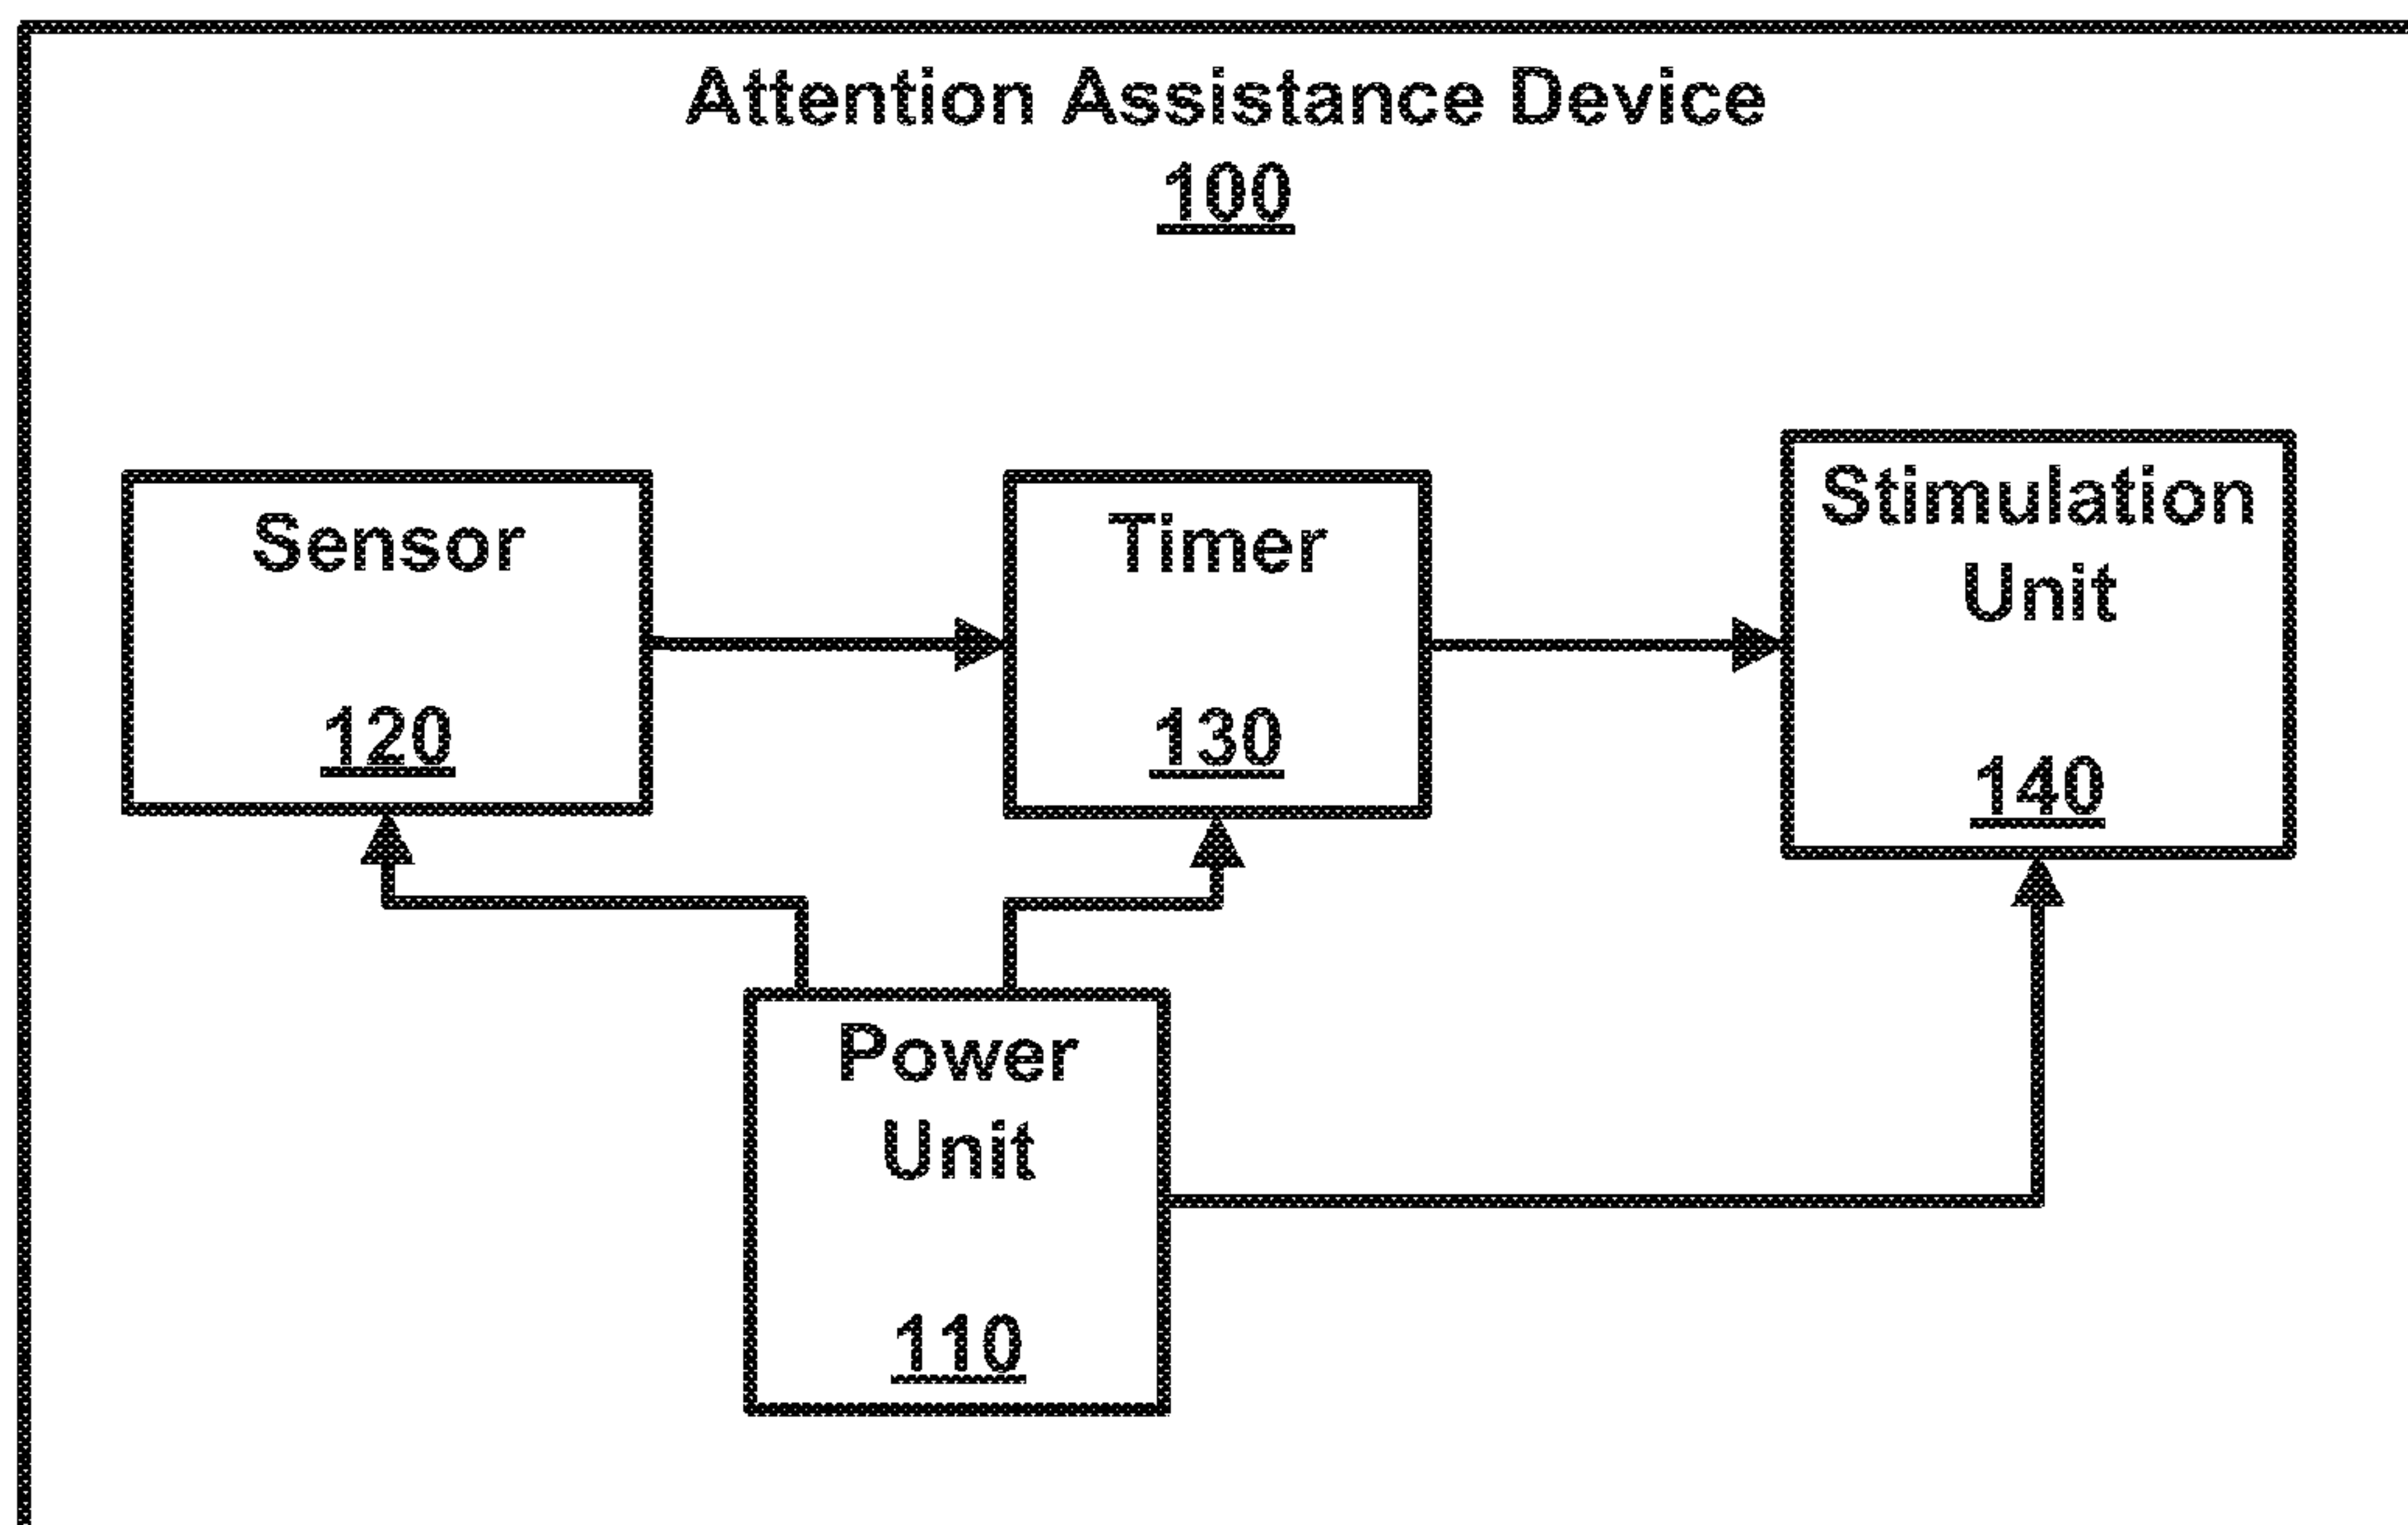 Attention Assistance Device
100
Sensor
120
Timer
130
Stimulation
Unit
140
Power
Unit
110